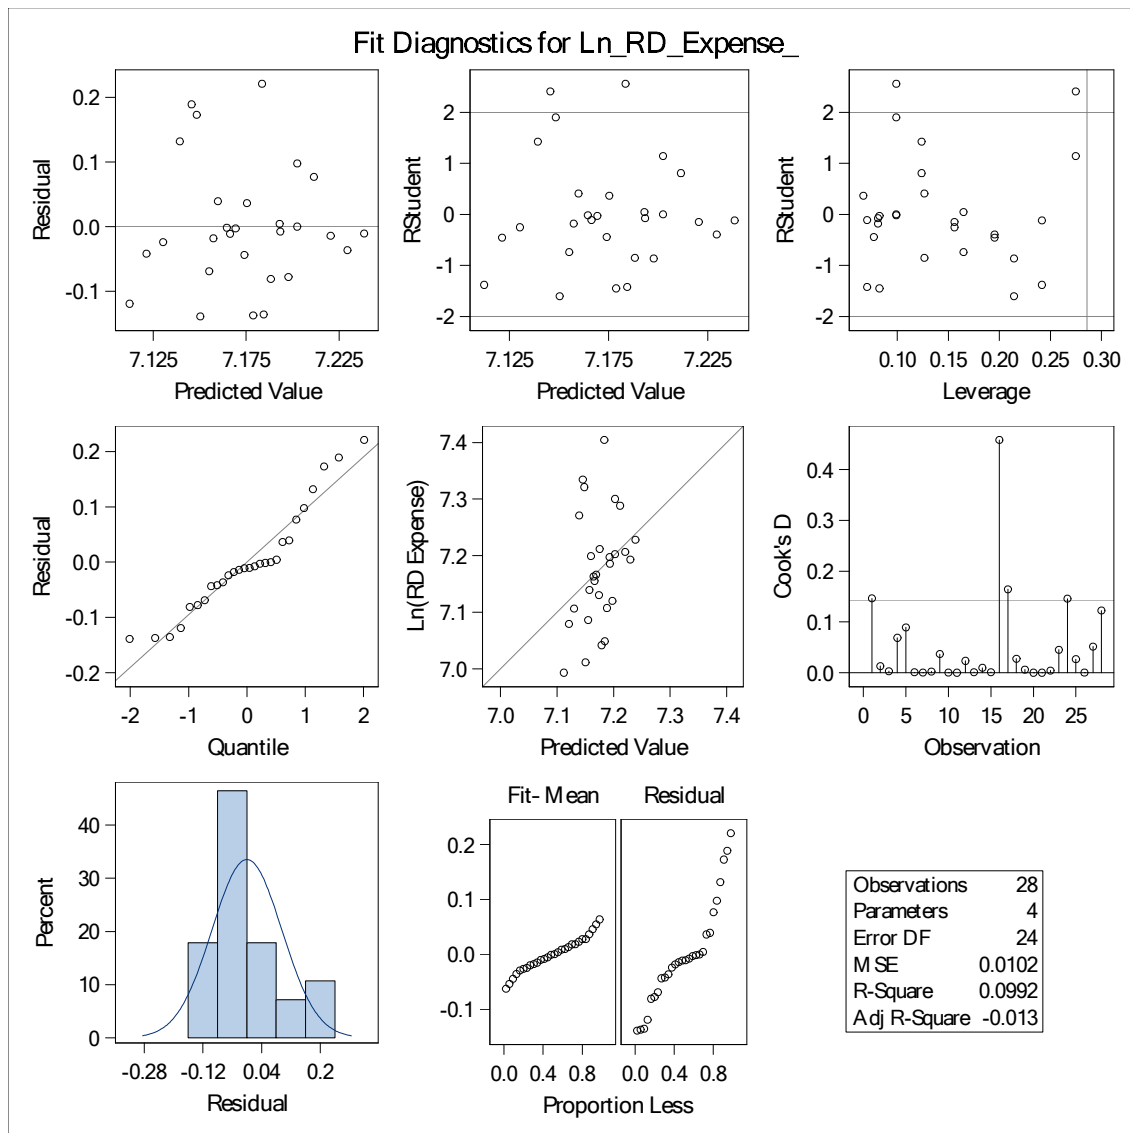 Fit Diagnostics for Ln_RD_Expense_
Residual
0.2
0.1
0.0
-0.1
7.125 7.175 7.225
Predicted Value
RStudent
2
1
0
-1
-2
7.125 7.175 7.225
Predicted Value
RStudent
2
1
0
-1
-2
0.10 0.15 0.20 0.25 0.30
Leverage
Residual
0.2
0.1
0.0
-0.1
-0.2
-2 -1 0 1 2
Quantile
Ln(RD Expense)
7.4
7.3
7.2
7.1
7.0
7.0 7.1 7.2 7.3 7.4
Predicted Value
Cook's D
0.4
0.3
0.2
0.1
0.0
0 5 10 15 20 25
Observation
Percent
40
30
20
10
0
-0.28 -0.12 0.04 0.2
Residual
Fit-Mean Residual
0.2
0.1
0.0
-0.1
0.0 0.4 0.8 0.0 0.4 0.8
Proportion Less
Observations 28
Parameters 4
Error DF 24
MSE 0.0102
R-Square 0.0992
Adj R-Square -0.013